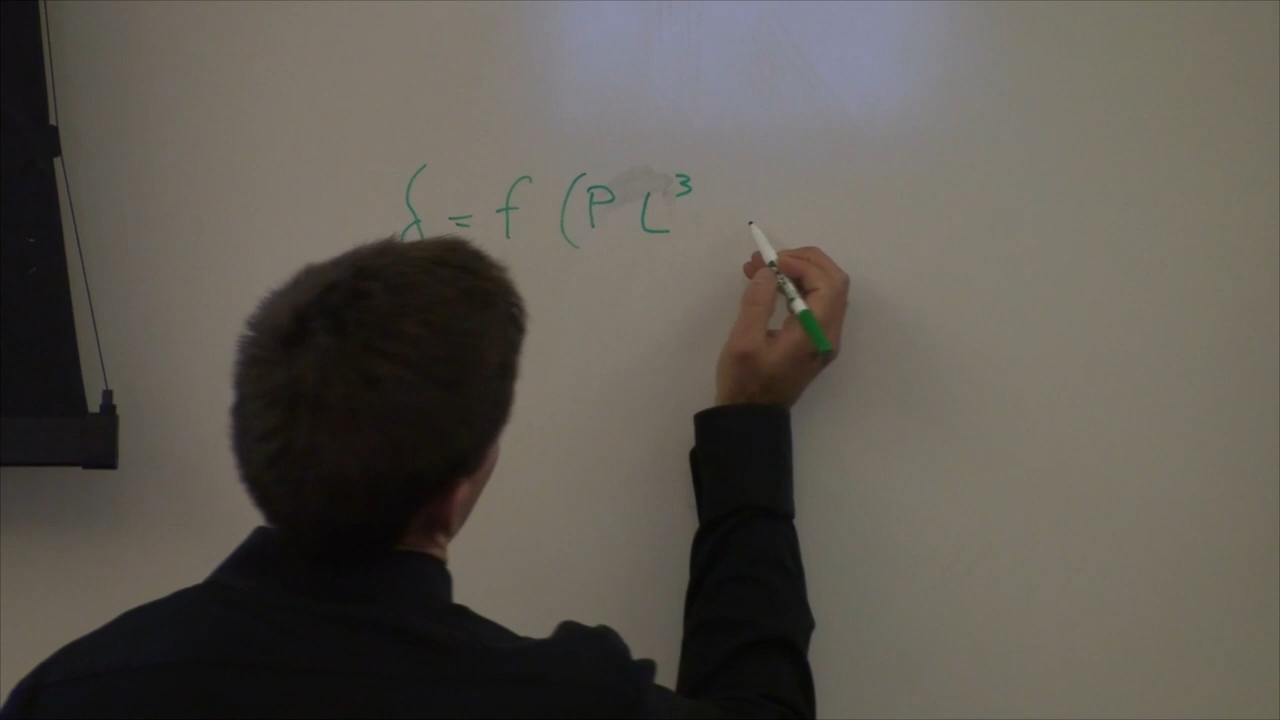 δ = f (P L³